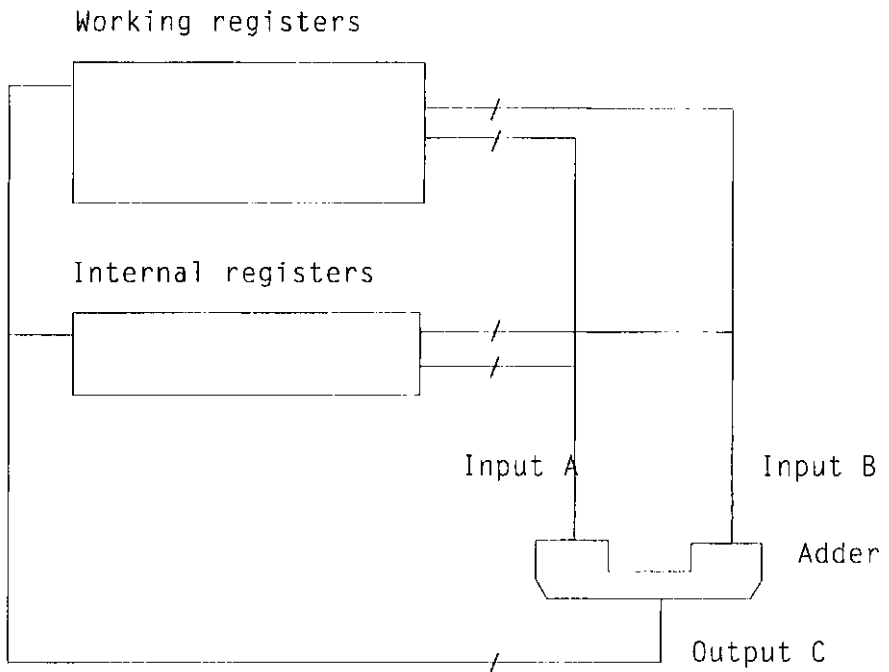 Working registers
Internal registers
Input A
Input B
Adder
Output C